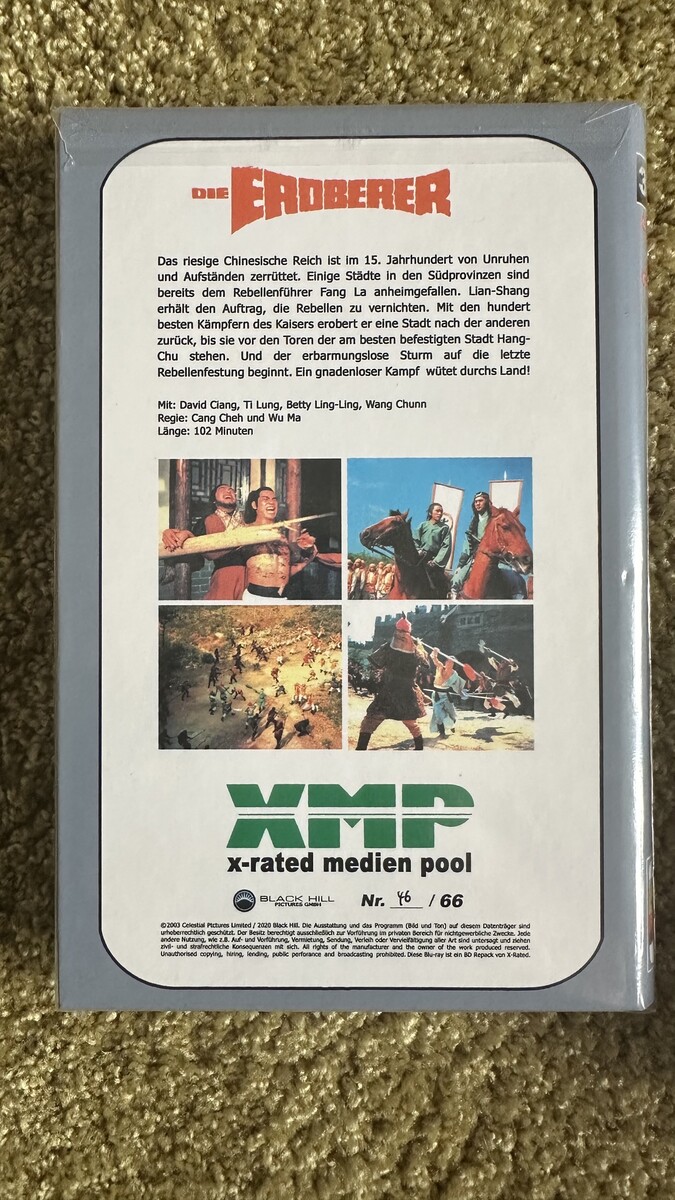 DIE EROBERER
Das riesige Chinesische Reich ist im 15. Jahrhundert von Unruhen
und Aufständen zerrüttet. Einige Städte in den Südprovinzen sind
bereits dem Rebellenführer Fang La anheimgefallen. Lian-Shang
erhält den Auftrag, die Rebellen zu vernichten. Mit den hundert
besten Kämpfern des Kaisers erobert er eine Stadt nach der anderen
zurück, bis sie vor den Toren der am besten befestigten Stadt Hang-
Chu stehen. Und der erbarmungslose Sturm auf die letzte
Rebellenfestung beginnt. Ein gnadenloser Kampf wütet durchs Land!
Mit: David Ciang, Ti Lung, Betty Ling-Ling, Wang Chunn
Regie: Cang Cheh und Wu Ma
Länge: 102 Minuten
XMP
x-rated medien pool
BLACK HILL
PICTURES GMBH
Nr. 46 / 66
©2003 Celestial Pictures Limited / 2020 Black Hill. Die Ausstattung und das Programm (Bild und Ton) auf diesem Datenträger sind
urheberrechtlich geschützt. Der Besitz berechtigt ausschließlich zur Vorführung im privaten Bereich für nichtgewerbliche Zwecke. Jede
andere Nutzung, wie z.B. Auf- und Vorführung, Vermietung, Sendung, Verleih oder Vervielfältigung aller Art sind untersagt und ziehen
zivil- und strafrechtliche Konsequenzen mit sich. All rights of the manufacturer and the owner of the work produced reserved.
Unauthorised copying, hiring, lending, public perforance and broadcasting prohibited. Diese Blu-ray ist ein BD Repack von X-Rated.